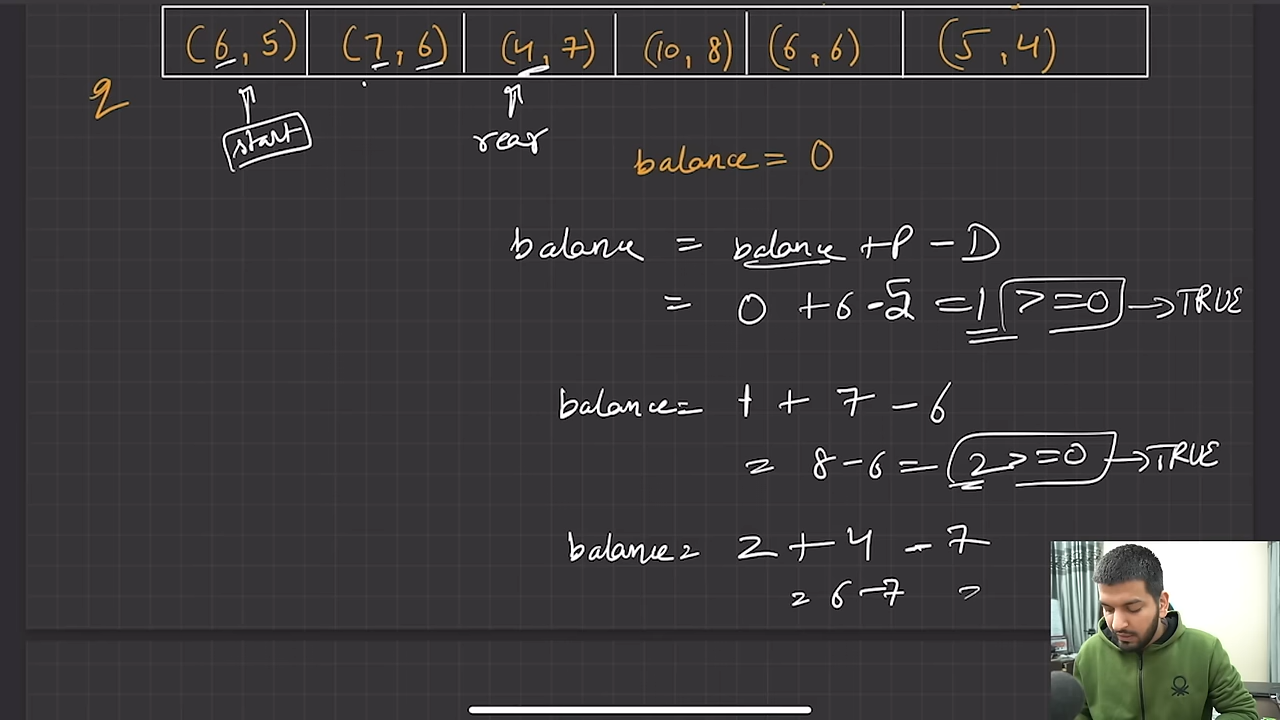 (6,5) (7,6) (4,7) (10,8) (6,6) (5,4)
q
start
rear
balance = 0
balance = balance + P - D
= 0 + 6 - 5 = 1 >= 0 → TRUE
balance = 1 + 7 - 6
= 8 - 6 = 2 >= 0 → TRUE
balance = 2 + 4 - 7
= 6 - 7 =